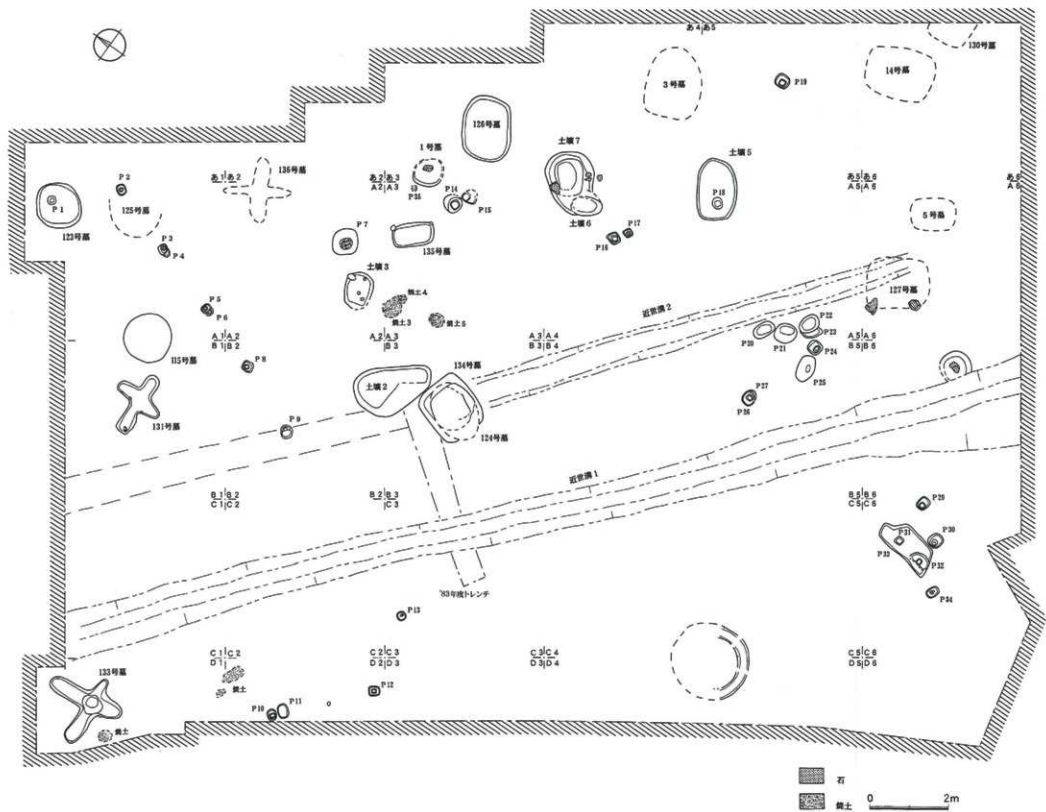 あ4 あ5
130号墓
14号墓
3号墓
P19
126号墓
土壙7
1号墓
136号墓
土壙5
あ1 あ2
あ2 あ3
A2 A3
あ5 あ6
A5 A6
P2
P35
P14
P15
P18
P1
125号墓
123号墓
土壙6
P17
P16
5号墓
P3
P4
P7
135号墓
土壙3
焼土4
127号墓
P5
P6
焼土3
焼土5
近世溝2
P22
P23
P20
P21
A1 A2
B1 B2
A2 A3
B3
A3 A4
B3 B4
A5 A6
B5 B6
P24
115号墓
P8
134号墓
土壙2
P25
P27
P26
131号墓
P9
124号墓
近世溝1
B1 B2
C1 C2
B2 B3
C3
B5 B6
C5 C6
P29
P31
P30
P33
P32
P34
'83年度トレンチ
P13
C1 C2
D1
C2 C3
D2 D3
C3 C4
D3 D4
C5 C6
D5 D6
133号墓
焼土
P12
P10
P11
焼土
石
焼土
0 2m